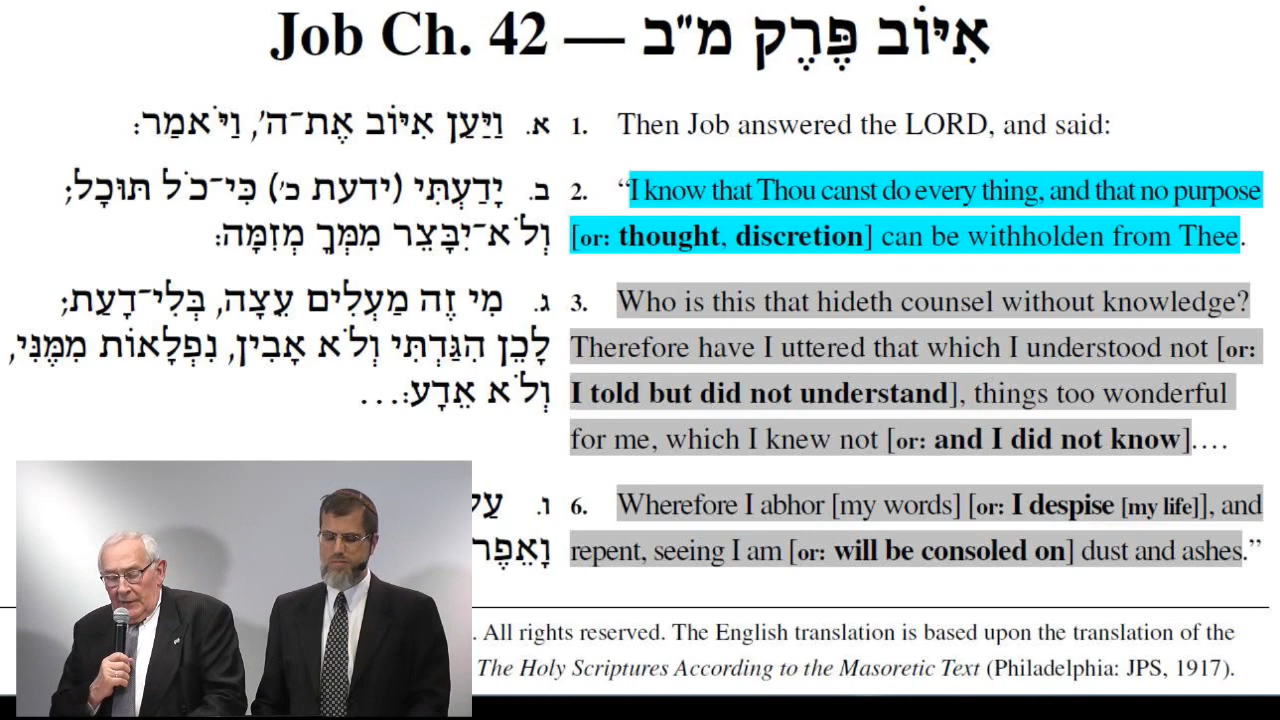 Job Ch. 42 — אִיּוֹב פֶּרֶק מ״ב
א. וַיַּעַן אִיּוֹב אֶת־ה׳, וַיֹּאמַר:
1. Then Job answered the LORD, and said:
ב. יָדַעְתִּי (ידעת כ׳) כִּי־כֹל תּוּכָל;
וְלֹא־יִבָּצֵר מִמְּךָ מְזִמָּה:
2. “I know that Thou canst do every thing, and that no purpose
[or: thought, discretion] can be withholden from Thee.
ג. מִי זֶה מַעְלִים עֵצָה, בְּלִי־דָעַת;
לָכֵן הִגַּדְתִּי וְלֹא אָבִין, נִפְלָאוֹת מִמֶּנִּי,
וְלֹא אֵדָע:...
3. Who is this that hideth counsel without knowledge?
Therefore have I uttered that which I understood not [or:
I told but did not understand], things too wonderful
for me, which I knew not [or: and I did not know]....
ו. עַל
וָאֵפֶר
6. Wherefore I abhor [my words] [or: I despise [my life]], and
repent, seeing I am [or: will be consoled on] dust and ashes.”
. All rights reserved. The English translation is based upon the translation of the
The Holy Scriptures According to the Masoretic Text (Philadelphia: JPS, 1917).